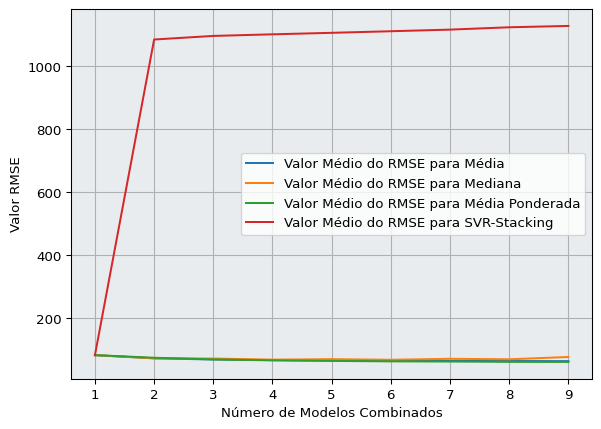 1000
800
600
400
200
Valor RMSE
Valor Médio do RMSE para Média
Valor Médio do RMSE para Mediana
Valor Médio do RMSE para Média Ponderada
Valor Médio do RMSE para SVR-Stacking
1 2 3 4 5 6 7 8 9
Número de Modelos Combinados